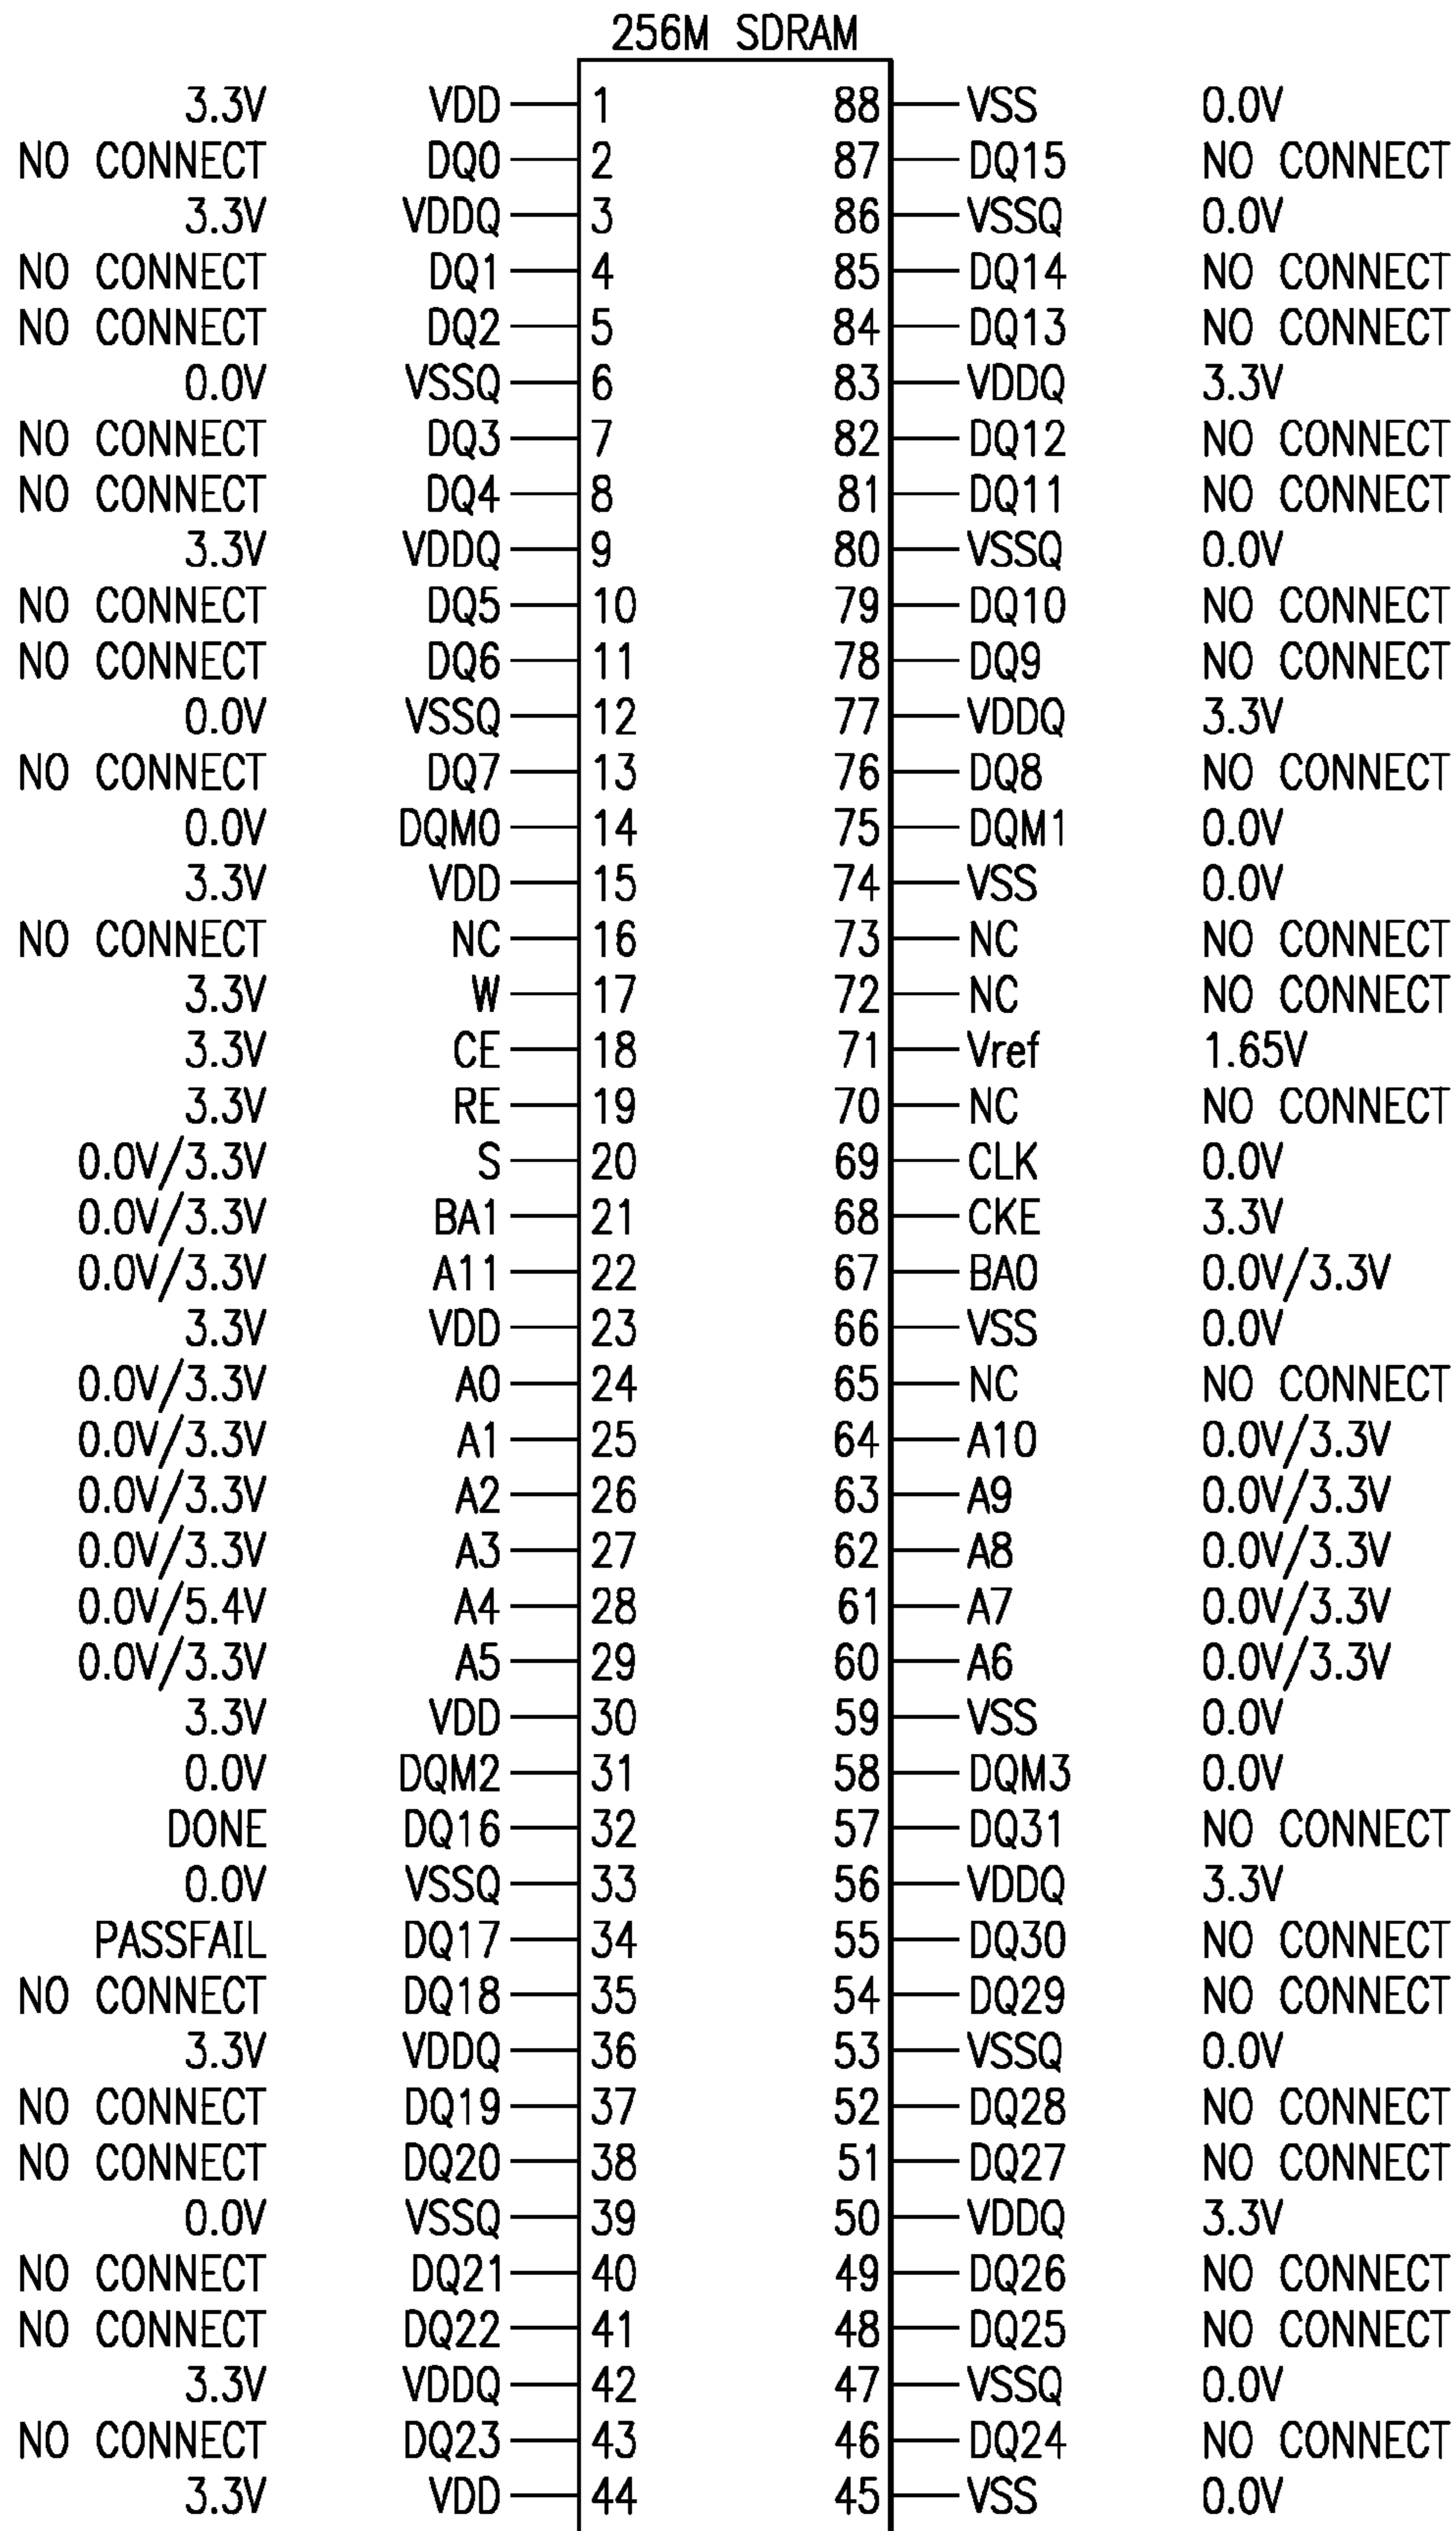 256M SDRAM
3.3V VDD 1 88 VSS 0.0V
NO CONNECT DQ0 2 87 DQ15 NO CONNECT
3.3V VDDQ 3 86 VSSQ 0.0V
NO CONNECT DQ1 4 85 DQ14 NO CONNECT
NO CONNECT DQ2 5 84 DQ13 NO CONNECT
0.0V VSSQ 6 83 VDDQ 3.3V
NO CONNECT DQ3 7 82 DQ12 NO CONNECT
NO CONNECT DQ4 8 81 DQ11 NO CONNECT
3.3V VDDQ 9 80 VSSQ 0.0V
NO CONNECT DQ5 10 79 DQ10 NO CONNECT
NO CONNECT DQ6 11 78 DQ9 NO CONNECT
0.0V VSSQ 12 77 VDDQ 3.3V
NO CONNECT DQ7 13 76 DQ8 NO CONNECT
0.0V DQM0 14 75 DQM1 0.0V
3.3V VDD 15 74 VSS 0.0V
NO CONNECT NC 16 73 NC NO CONNECT
3.3V W 17 72 NC NO CONNECT
3.3V CE 18 71 Vref 1.65V
3.3V RE 19 70 NC NO CONNECT
0.0V/3.3V S 20 69 CLK 0.0V
0.0V/3.3V BA1 21 68 CKE 3.3V
0.0V/3.3V A11 22 67 BA0 0.0V/3.3V
3.3V VDD 23 66 VSS 0.0V
0.0V/3.3V A0 24 65 NC NO CONNECT
0.0V/3.3V A1 25 64 A10 0.0V/3.3V
0.0V/3.3V A2 26 63 A9 0.0V/3.3V
0.0V/3.3V A3 27 62 A8 0.0V/3.3V
0.0V/5.4V A4 28 61 A7 0.0V/3.3V
0.0V/3.3V A5 29 60 A6 0.0V/3.3V
3.3V VDD 30 59 VSS 0.0V
0.0V DQM2 31 58 DQM3 0.0V
DONE DQ16 32 57 DQ31 NO CONNECT
0.0V VSSQ 33 56 VDDQ 3.3V
PASSFAIL DQ17 34 55 DQ30 NO CONNECT
NO CONNECT DQ18 35 54 DQ29 NO CONNECT
3.3V VDDQ 36 53 VSSQ 0.0V
NO CONNECT DQ19 37 52 DQ28 NO CONNECT
NO CONNECT DQ20 38 51 DQ27 NO CONNECT
0.0V VSSQ 39 50 VDDQ 3.3V
NO CONNECT DQ21 40 49 DQ26 NO CONNECT
NO CONNECT DQ22 41 48 DQ25 NO CONNECT
3.3V VDDQ 42 47 VSSQ 0.0V
NO CONNECT DQ23 43 46 DQ24 NO CONNECT
3.3V VDD 44 45 VSS 0.0V